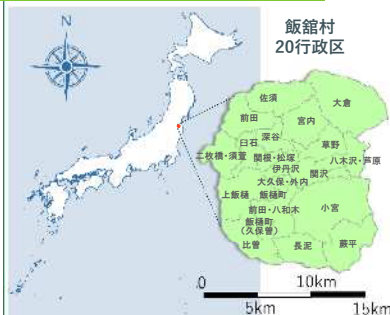 飯舘村
20行政区
N
佐須
大倉
前田
宮内
深谷
臼石
草野
二枚橋・須萱
関根・松塚
八木沢・芦原
伊丹沢
関沢
大久保・外内
上飯樋
飯樋町
前田・八和木
小宮
飯樋町
(久保曽)
比曽
長泥
蕨平
0
10km
5km
15km